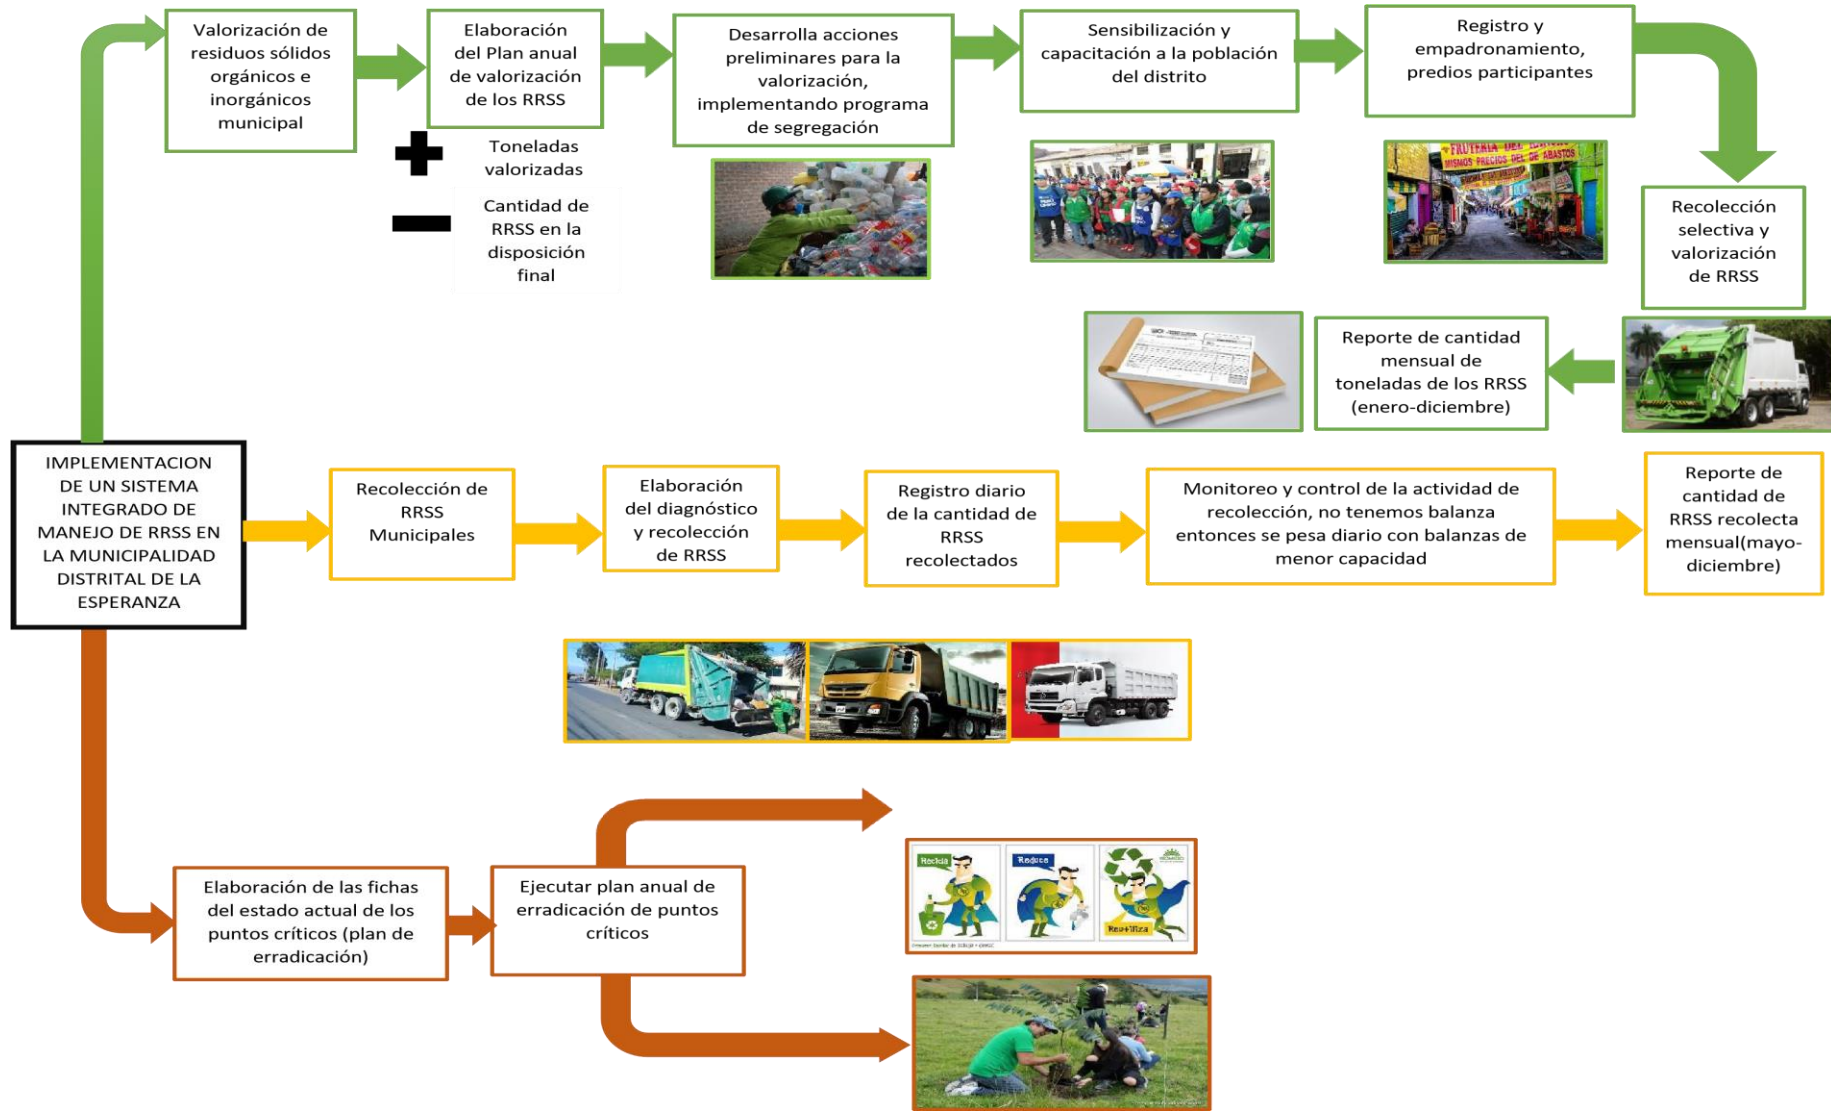 Valorización de
residuos sólidos
orgánicos e
inorgánicos
municipal
Elaboración
del Plan anual
de valorización
de los RRSS
Desarrolla acciones
preliminares para la
valorización,
implementando programa
de segregación
Sensibilización y
capacitación a la población
del distrito
Registro y
empadronamiento,
predios participantes
Toneladas
valorizadas
Cantidad de
RRSS en la
disposición
final
FRUTERIA DEL
MISMOS PRECIOS DEL DE ABASTOS
Recolección
selectiva y
valorización
de RRSS
Reporte de cantidad
mensual de
toneladas de los RRSS
(enero-diciembre)
IMPLEMENTACION
DE UN SISTEMA
INTEGRADO DE
MANEJO DE RRSS EN
LA MUNICIPALIDAD
DISTRITAL DE LA
ESPERANZA
Recolección de
RRSS
Municipales
Elaboración
del diagnóstico
y recolección
de RRSS
Registro diario
de la cantidad de
RRSS
recolectados
Monitoreo y control de la actividad de
recolección, no tenemos balanza
entonces se pesa diario con balanzas de
menor capacidad
Reporte de
cantidad de
RRSS recolecta
mensual(mayo-
diciembre)
Elaboración de las fichas
del estado actual de los
puntos críticos (plan de
erradicación)
Ejecutar plan anual de
erradicación de puntos
críticos
Recicla
Reduce
Reutiliza